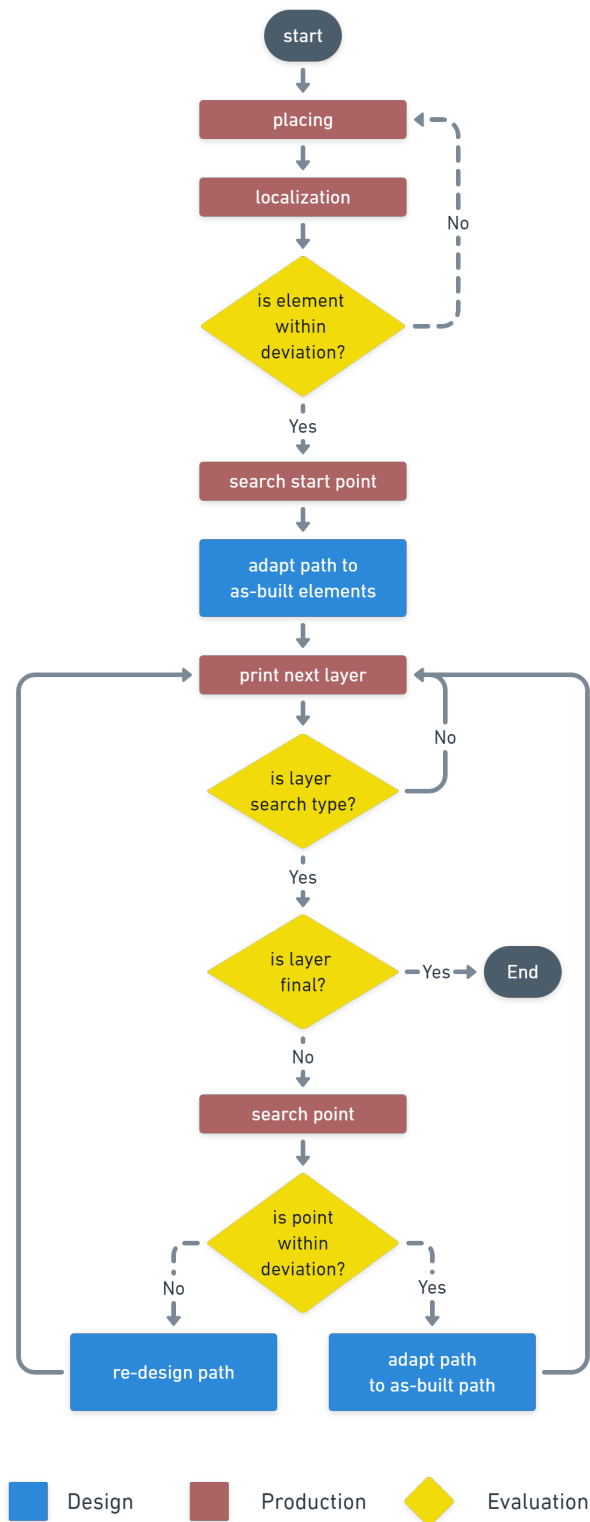 start
placing
localization
No
is element
within
deviation?
Yes
search start point
adapt path to
as-built elements
print next layer
No
is layer
search type?
Yes
is layer
final?
Yes
End
No
search point
is point
within
deviation?
No
Yes
re-design path
adapt path
to as-built path
Design
Production
Evaluation